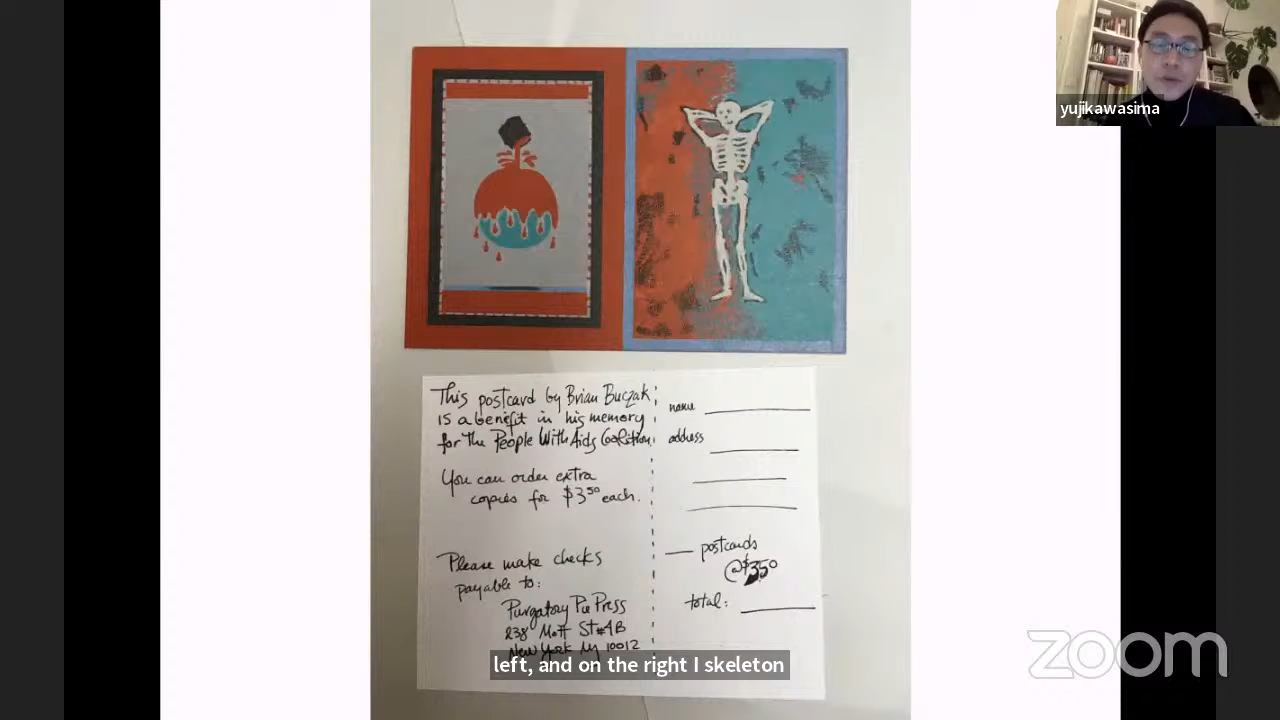 yujikawasima
This postcard by Brian Buczak
is a benefit in his memory
for The People With Aids Coalition.
You can order extra
copies for $3.50 each.
Please make checks
payable to:
Purgatory Pie Press
238 Mott St #4B
New York NY 10012
name
address
postcards
@$3.50
total:
left, and on the right I skeleton
zoom